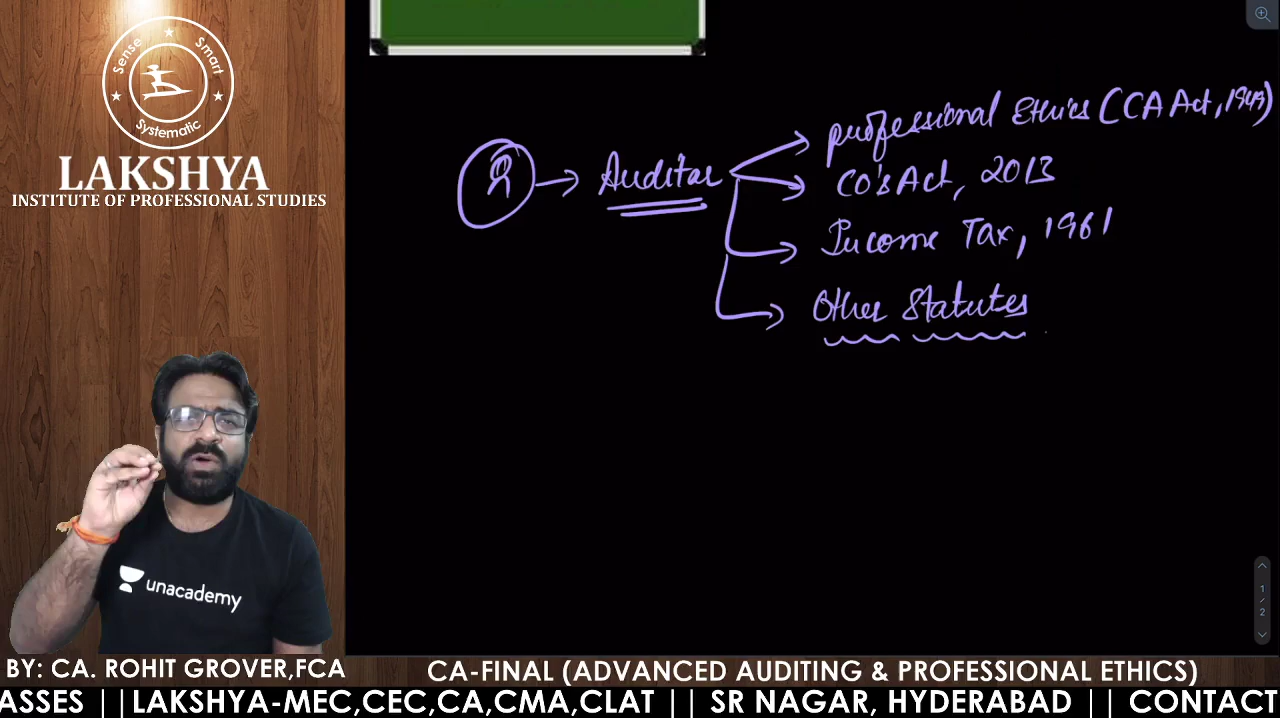 Sense Smart
Systematic
LAKSHYA
INSTITUTE OF PROFESSIONAL STUDIES
professional Ethics (CA Act, 1949)
Auditor
Co's Act, 2013
Income Tax, 1961
Other Statutes
unacademy
1
/
2
BY: CA. ROHIT GROVER,FCA
CA-FINAL (ADVANCED AUDITING & PROFESSIONAL ETHICS)
ASSES ||LAKSHYA-MEC,CEC,CA,CMA,CLAT || SR NAGAR, HYDERABAD || CONTACT